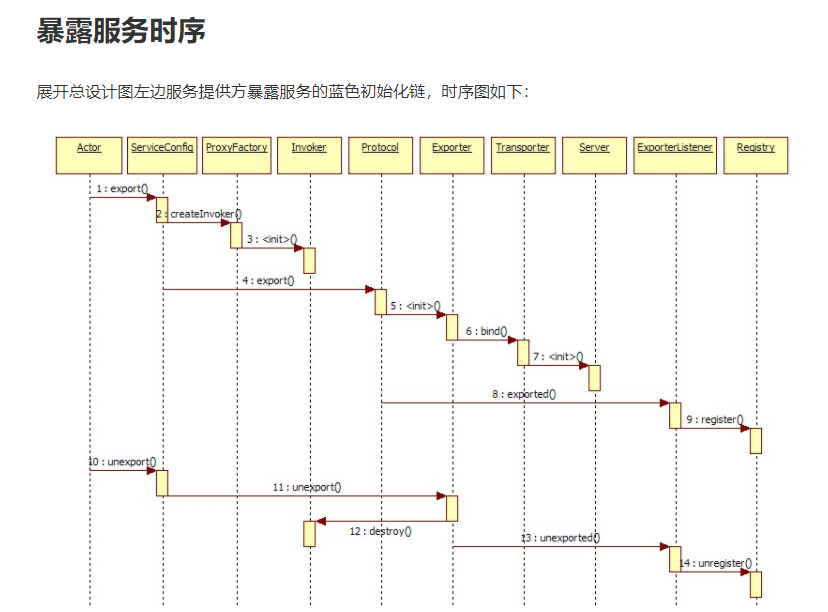 暴露服务时序
展开总设计图左边服务提供方暴露服务的蓝色初始化链，时序图如下：
Actor ServiceConfig ProxyFactory Invoker Protocol Exporter Transporter Server ExporterListener Registry
1 : export()
2 : createInvoker()
3 : <init>()
4 : export()
5 : <init>()
6 : bind()
7 : <init>()
8 : exported()
9 : register()
10 : unexport()
11 : unexport()
12 : destroy()
13 : unexported()
14 : unregister()